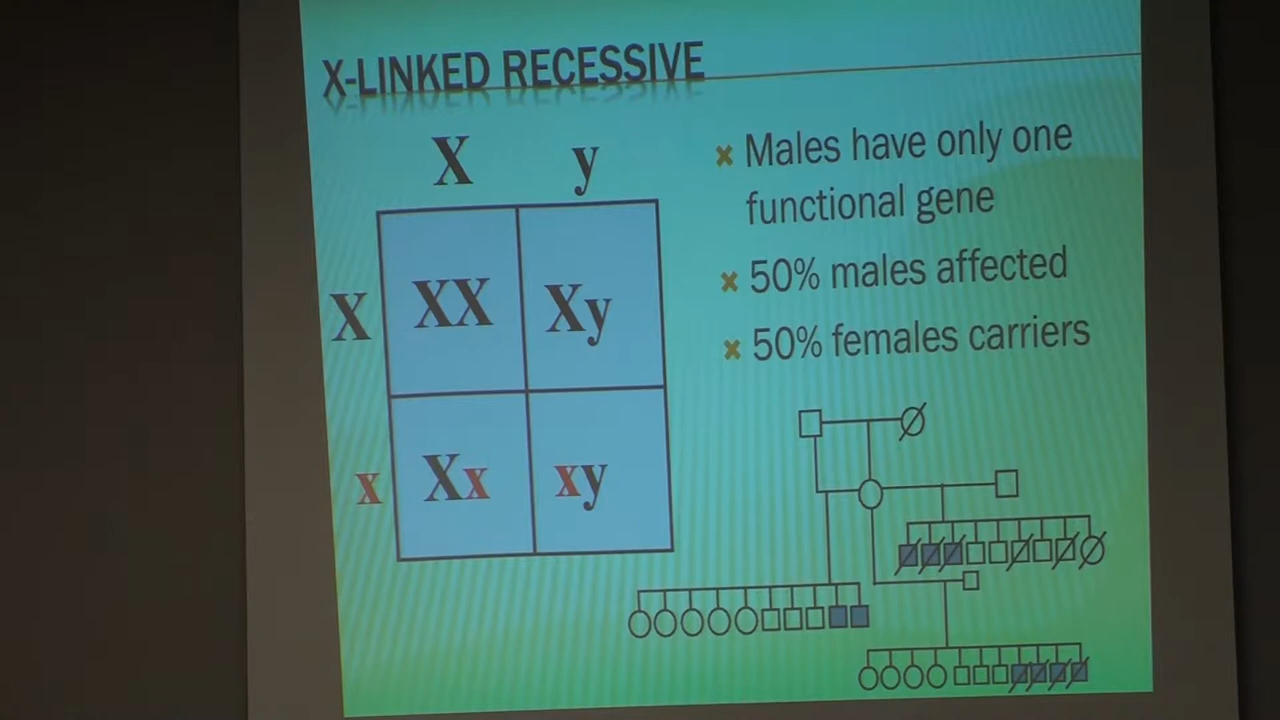 X-LINKED RECESSIVE
X y
X XX Xy
x Xx xy
Males have only one
functional gene
50% males affected
50% females carriers